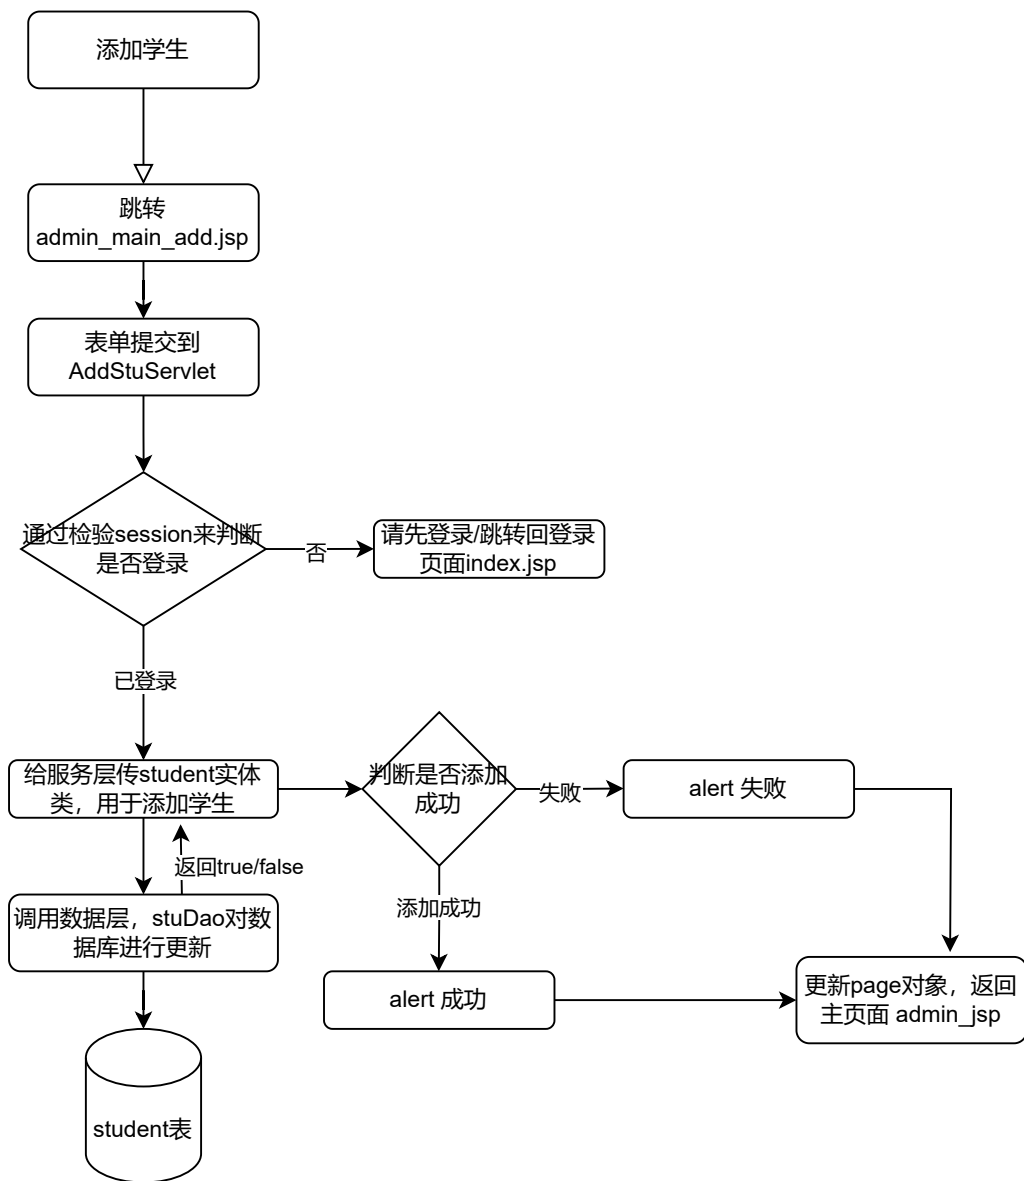 添加学生
跳转
admin_main_add.jsp
表单提交到
AddStuServlet
通过检验session来判断
是否登录
否
请先登录/跳转回登录
页面index.jsp
已登录
给服务层传student实体
类，用于添加学生
判断是否添加
成功
失败
alert 失败
返回true/false
添加成功
调用数据层，stuDao对数
据库进行更新
alert 成功
更新page对象，返回
主页面 admin_jsp
student表